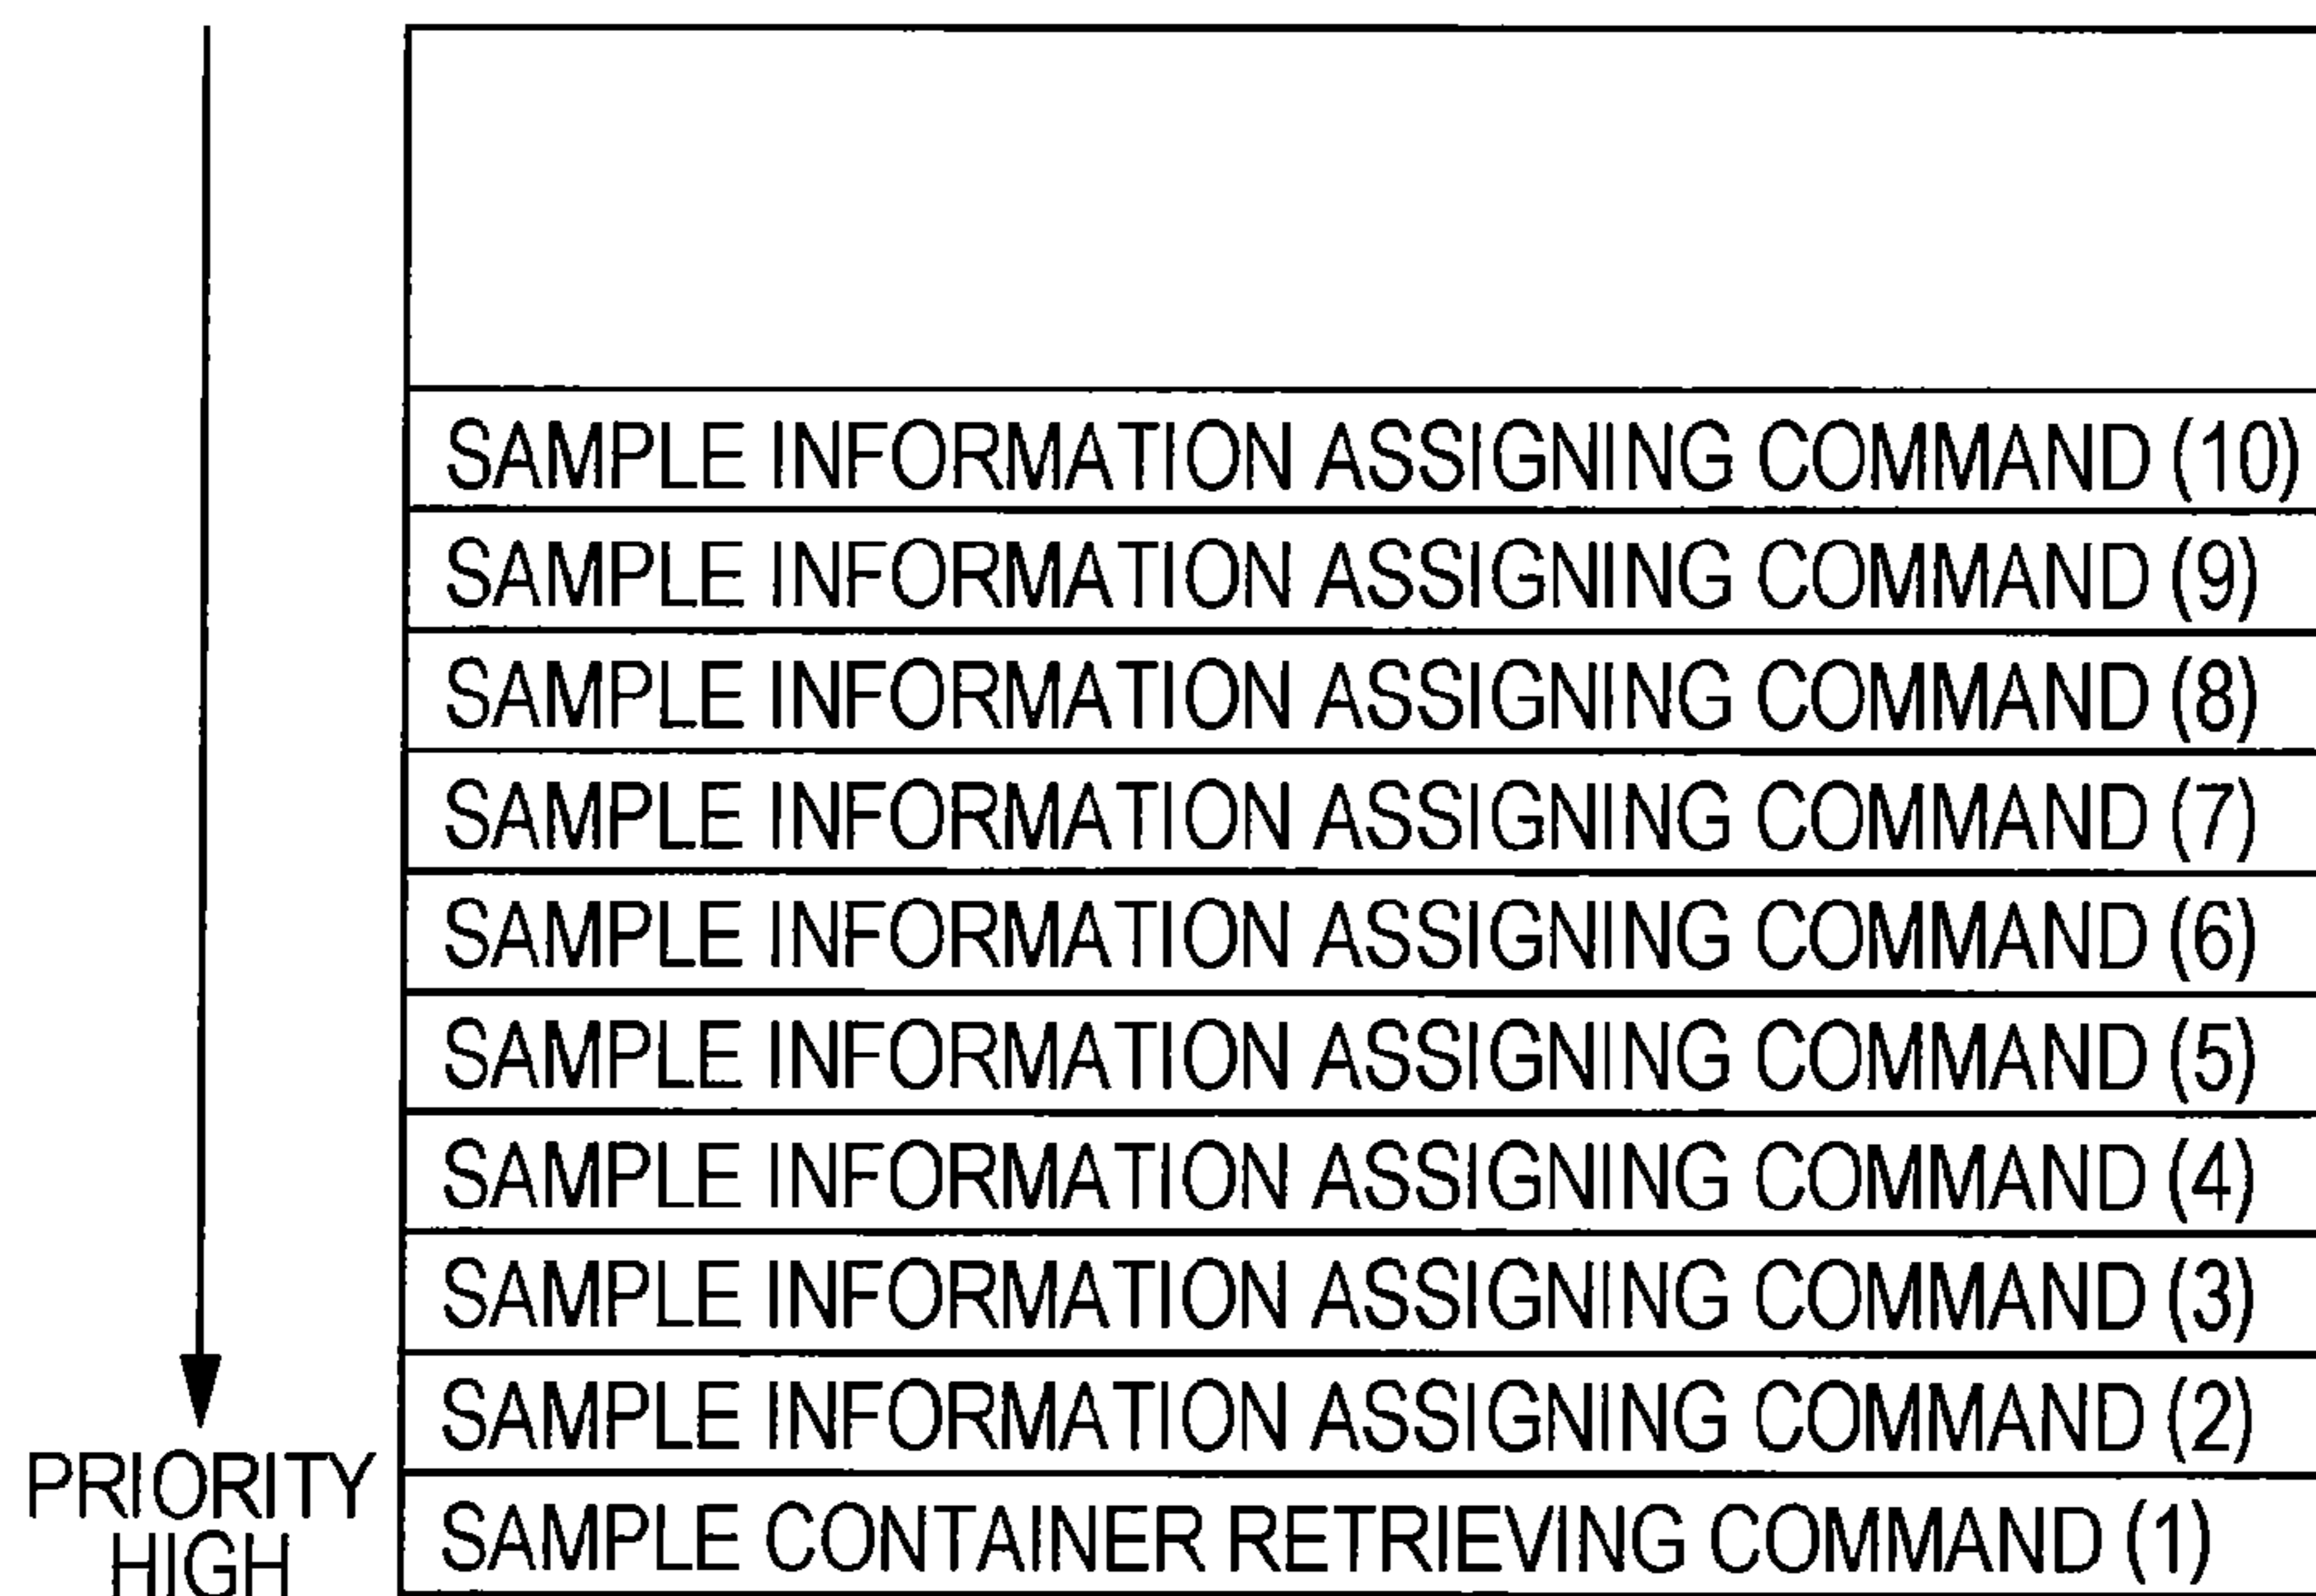 SAMPLE INFORMATION ASSIGNING COMMAND (10)
SAMPLE INFORMATION ASSIGNING COMMAND (9)
SAMPLE INFORMATION ASSIGNING COMMAND (8)
SAMPLE INFORMATION ASSIGNING COMMAND (7)
SAMPLE INFORMATION ASSIGNING COMMAND (6)
SAMPLE INFORMATION ASSIGNING COMMAND (5)
SAMPLE INFORMATION ASSIGNING COMMAND (4)
SAMPLE INFORMATION ASSIGNING COMMAND (3)
SAMPLE INFORMATION ASSIGNING COMMAND (2)
SAMPLE CONTAINER RETRIEVING COMMAND (1)
PRIORITY
HIGH